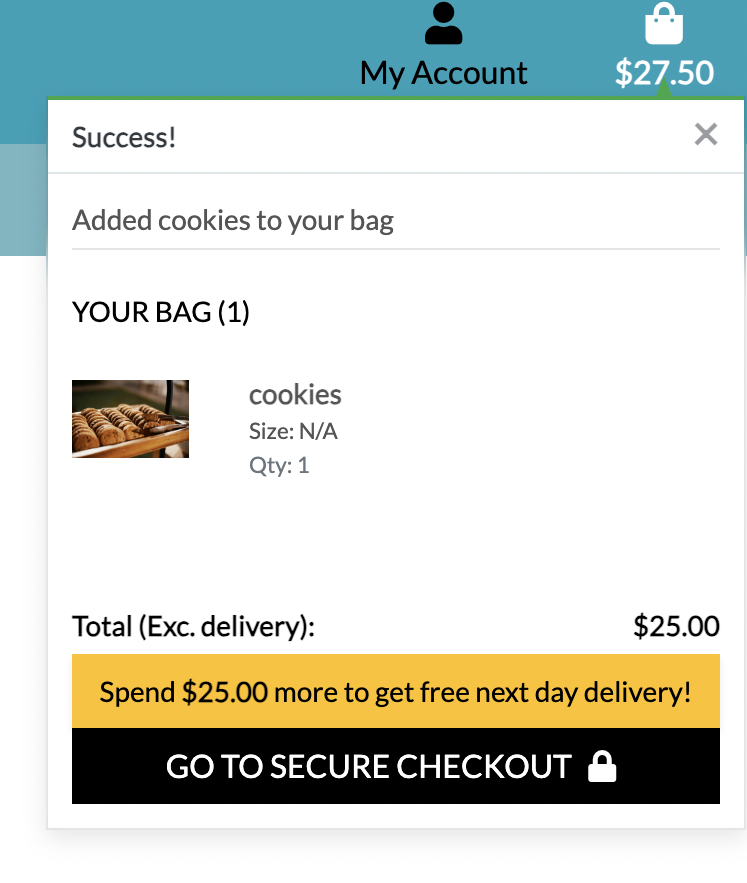 My Account
$27.50
Success!
×
Added cookies to your bag
YOUR BAG (1)
cookies
Size: N/A
Qty: 1
Total (Exc. delivery): $25.00
Spend $25.00 more to get free next day delivery!
GO TO SECURE CHECKOUT